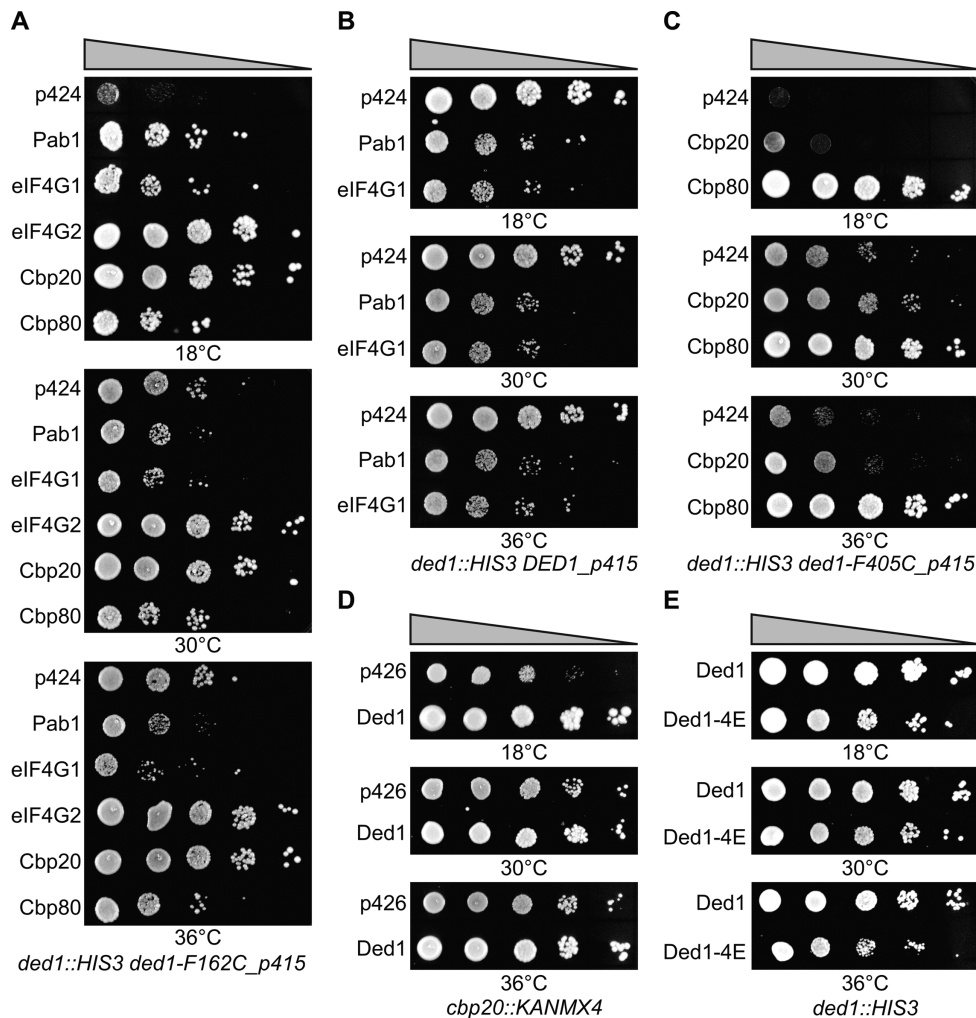 A
p424
Pab1
eIF4G1
eIF4G2
Cbp20
Cbp80
18°C
p424
Pab1
eIF4G1
eIF4G2
Cbp20
Cbp80
30°C
p424
Pab1
eIF4G1
eIF4G2
Cbp20
Cbp80
36°C
ded1::HIS3 ded1-F162C_p415
B
p424
Pab1
eIF4G1
18°C
p424
Pab1
eIF4G1
30°C
p424
Pab1
eIF4G1
36°C
ded1::HIS3 DED1_p415
C
p424
Cbp20
Cbp80
18°C
p424
Cbp20
Cbp80
30°C
p424
Cbp20
Cbp80
36°C
ded1::HIS3 ded1-F405C_p415
D
p426
Ded1
18°C
p426
Ded1
30°C
p426
Ded1
36°C
cbp20::KANMX4
E
Ded1
Ded1-4E
18°C
Ded1
Ded1-4E
30°C
Ded1
Ded1-4E
36°C
ded1::HIS3